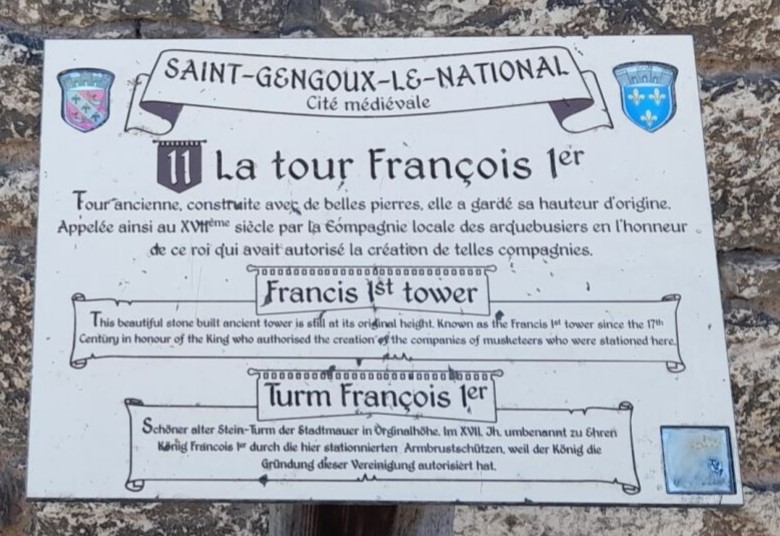 SAINT-GENGOUX-LE-NATIONAL
Cité médiévale
11 La tour François 1er
Tour ancienne, construite avec de belles pierres, elle a gardé sa hauteur d'origine.
Appelée ainsi au XVIIème siècle par la Compagnie locale des arquebusiers en l'honneur
de ce roi qui avait autorisé la création de telles compagnies.
Francis 1st tower
This beautiful stone built ancient tower is still at its original height. Known as the Francis 1st tower since the 17th
Century in honour of the King who authorised the creation of the companies of musketeers who were stationed here.
Turm François 1er
Schöner alter Stein-Turm der Stadtmauer in Orginalhöhe. Im XVII. Jh. umbenannt zu Ehren
König Francois 1er durch die hier stationnierten Armbrustschützen, weil der König die
Gründung dieser Vereinigung autorisiert hat.